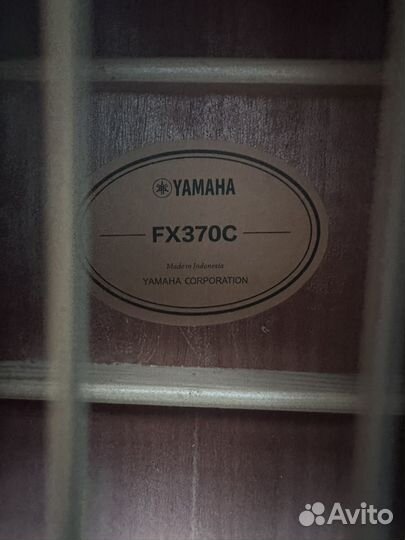 YAMAHA
FX370C
Made in Indonesia
YAMAHA CORPORATION
Avito